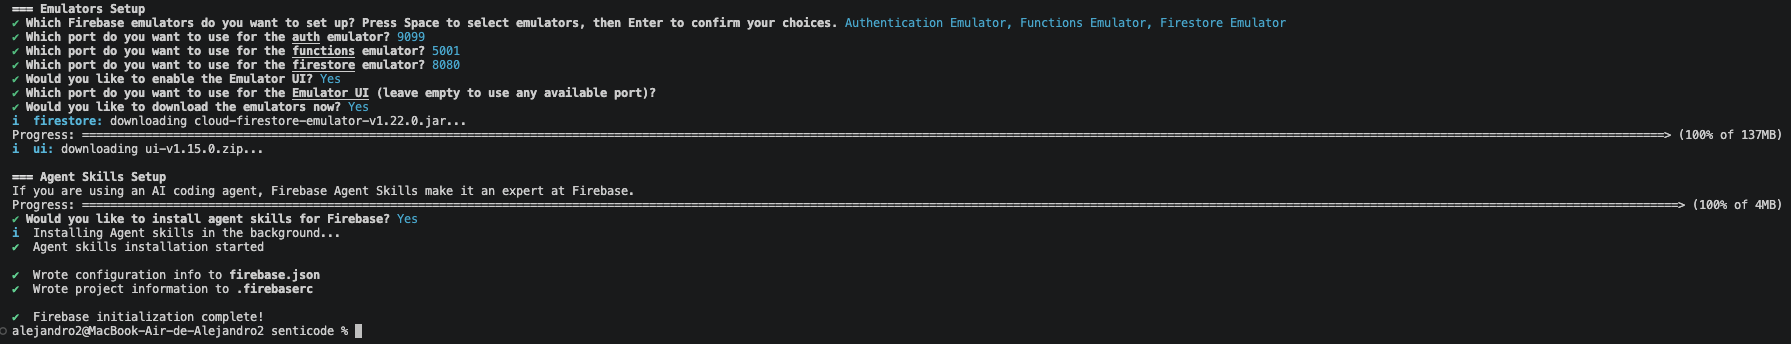 === Emulators Setup
✔ Which Firebase emulators do you want to set up? Press Space to select emulators, then Enter to confirm your choices. Authentication Emulator, Functions Emulator, Firestore Emulator
✔ Which port do you want to use for the auth emulator? 9099
✔ Which port do you want to use for the functions emulator? 5001
✔ Which port do you want to use for the firestore emulator? 8080
✔ Would you like to enable the Emulator UI? Yes
✔ Which port do you want to use for the Emulator UI (leave empty to use any available port)?
✔ Would you like to download the emulators now? Yes
i  firestore: downloading cloud-firestore-emulator-v1.22.0.jar...
Progress: ====================> (100% of 137MB)
i  ui: downloading ui-v1.15.0.zip...
=== Agent Skills Setup
If you are using an AI coding agent, Firebase Agent Skills make it an expert at Firebase.
Progress: ====================> (100% of 4MB)
✔ Would you like to install agent skills for Firebase? Yes
i  Installing Agent skills in the background...
✔  Agent skills installation started
✔  Wrote configuration info to firebase.json
✔  Wrote project information to .firebaserc
✔  Firebase initialization complete!
alejandro2@MacBook-Air-de-Alejandro2 senticode %